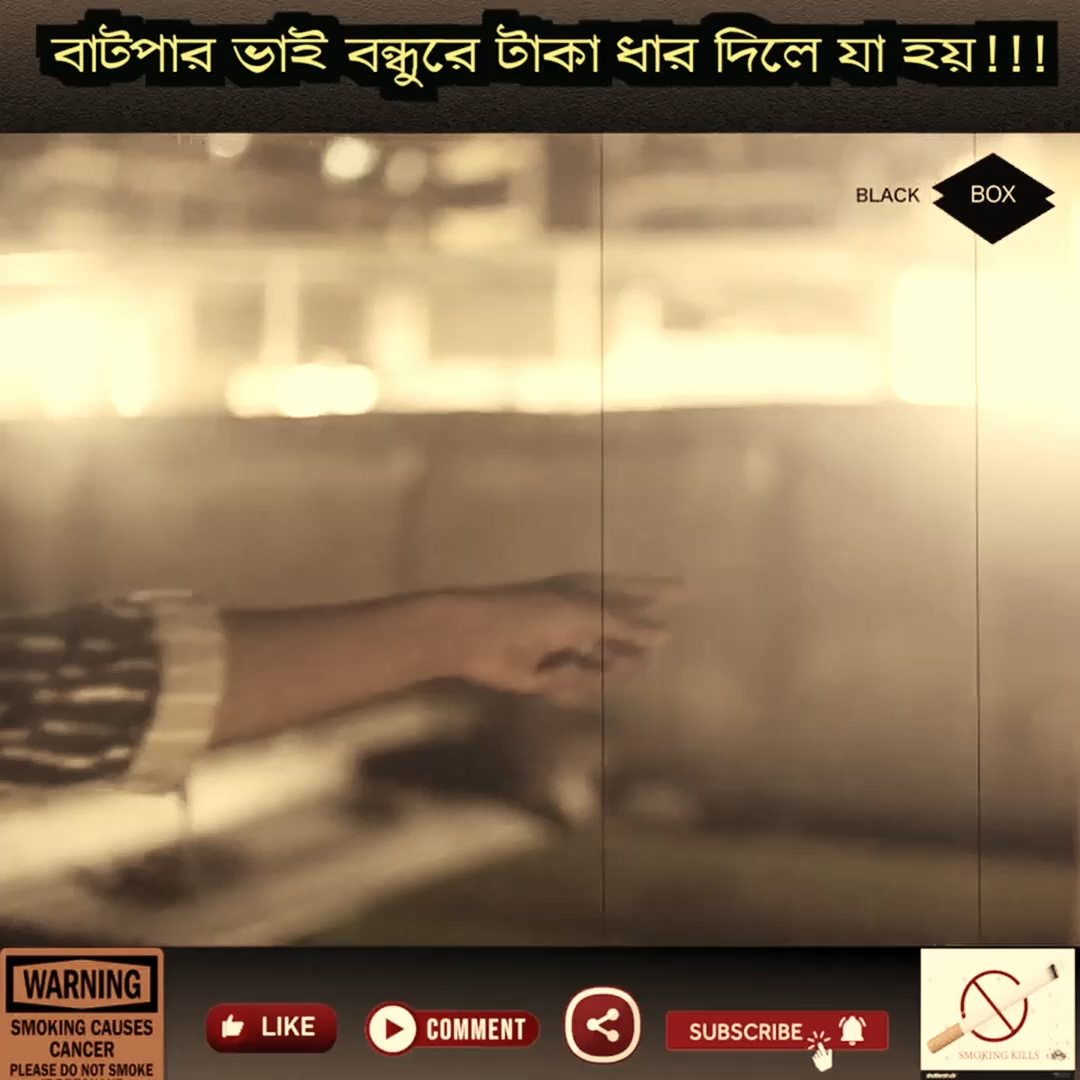 বাটপার ভাই বন্ধুরে টাকা ধার দিলে যা হয়!!!
BLACK BOX
WARNING
SMOKING CAUSES
CANCER
PLEASE DO NOT SMOKE
LIKE
COMMENT
SUBSCRIBE
SMOKING KILLS